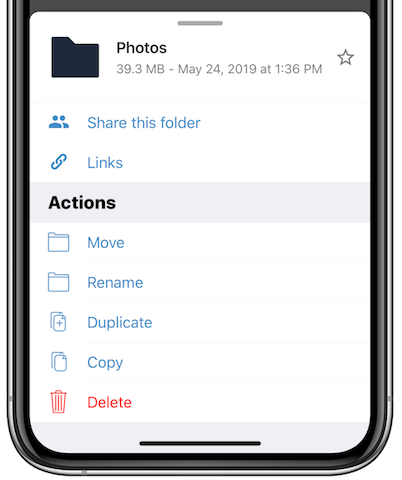 Photos
39.3 MB - May 24, 2019 at 1:36 PM
Share this folder
Links
Actions
Move
Rename
Duplicate
Copy
Delete